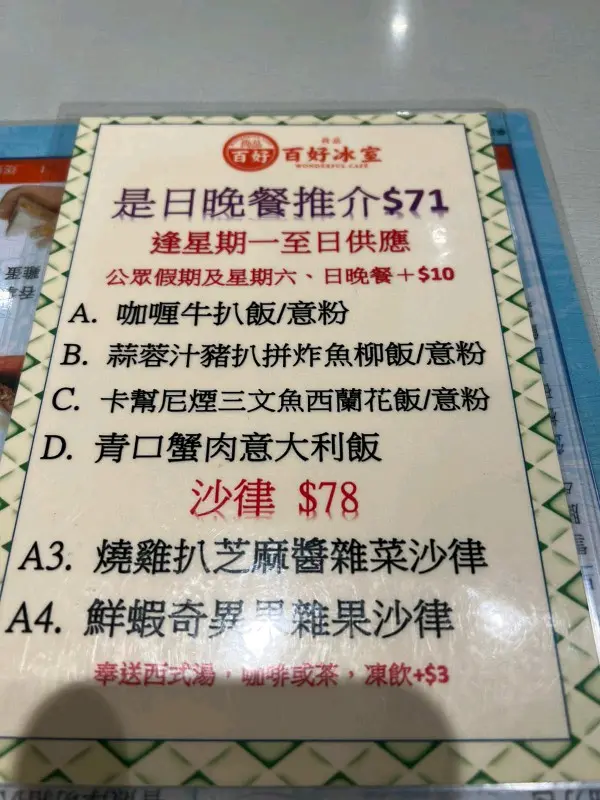 百好
尚品
百好冰室
WONDERFUL CAFE
是日晚餐推介$71
逢星期一至日供應
公眾假期及星期六、日晚餐+$10
A. 咖喱牛扒飯/意粉
B. 蒜蓉汁豬扒拼炸魚柳飯/意粉
C. 卡幫尼煙三文魚西蘭花飯/意粉
D. 青口蟹肉意大利飯
沙律 $78
A3. 燒雞扒芝麻醬雜菜沙律
A4. 鮮蝦奇異果雜果沙律
奉送西式湯，咖啡或茶，凍飲+$3